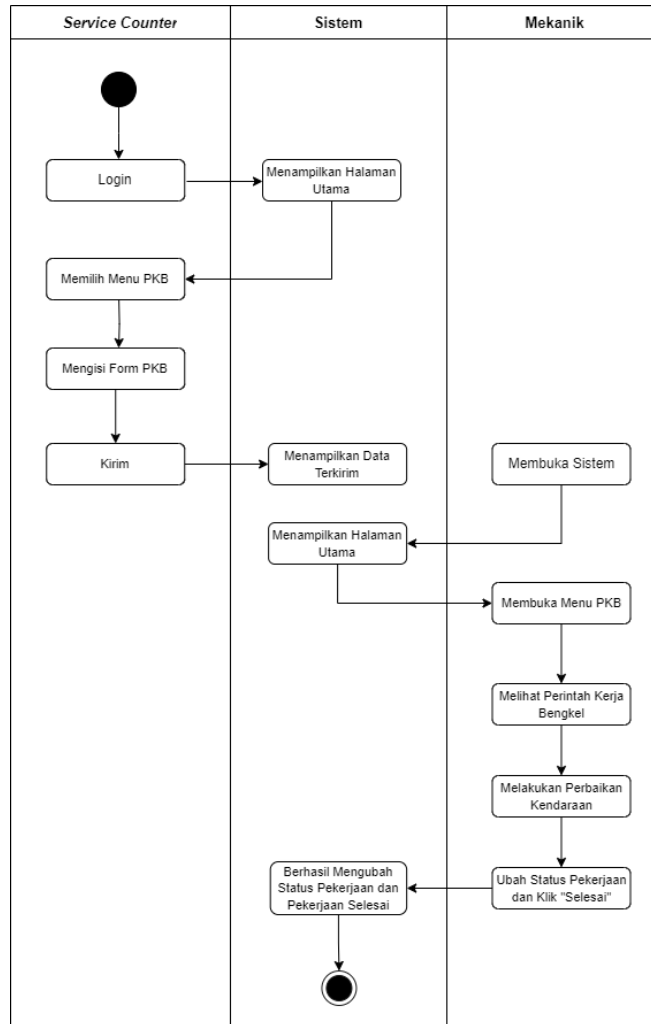 Service Counter
Sistem
Mekanik
Login
Menampilkan Halaman
Utama
Memilih Menu PKB
Mengisi Form PKB
Kirim
Menampilkan Data
Terkirim
Membuka Sistem
Menampilkan Halaman
Utama
Membuka Menu PKB
Melihat Perintah Kerja
Bengkel
Melakukan Perbaikan
Kendaraan
Ubah Status Pekerjaan
dan Klik "Selesai"
Berhasil Mengubah
Status Pekerjaan dan
Pekerjaan Selesai